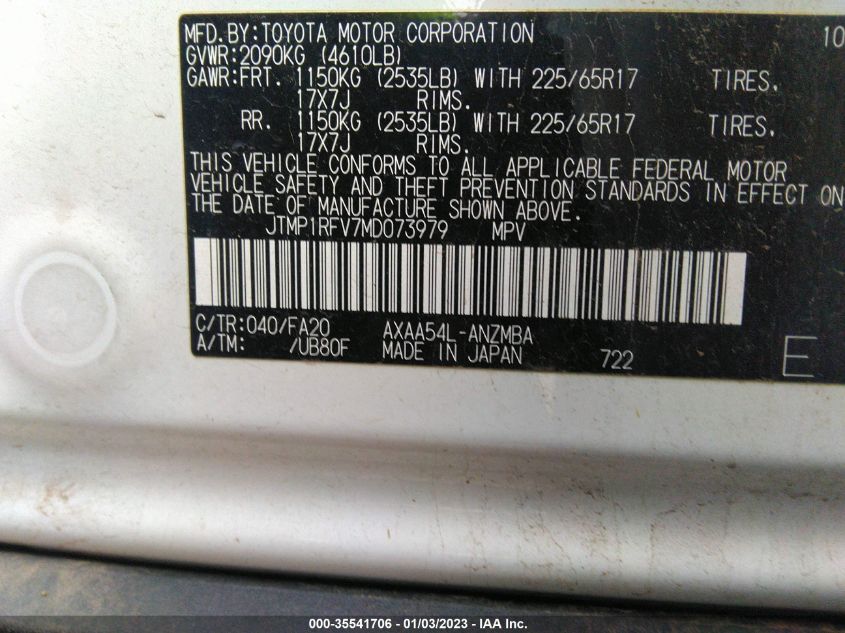 MFD.BY:TOYOTA MOTOR CORPORATION 10
GVWR:2090KG (4610LB)
GAWR:FRT. 1150KG (2535LB) WITH 225/65R17 TIRES.
17X7J RIMS.
RR. 1150KG (2535LB) WITH 225/65R17 TIRES.
17X7J RIMS.
THIS VEHICLE CONFORMS TO ALL APPLICABLE FEDERAL MOTOR
VEHICLE SAFETY AND THEFT PREVENTION STANDARDS IN EFFECT ON
THE DATE OF MANUFACTURE SHOWN ABOVE.
JTMP1RFV7MD073979 MPV
C/TR:040/FA20 AXAA54L-ANZMBA
A/TM: /UB80F MADE IN JAPAN 722 E
000-35541706 - 01/03/2023 - IAA Inc.